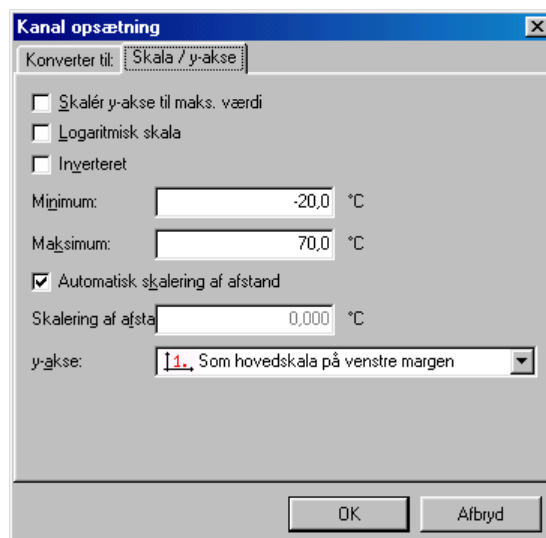 Kanal opsætning
Konverter til: Skala / y-akse
Skalér y-akse til maks. værdi
Logaritmisk skala
Inverteret
Minimum: -20,0 °C
Maksimum: 70,0 °C
Automatisk skalering af afstand
Skalering af afsta 0,000 °C
y-akse: 1. Som hovedskala på venstre margen
OK Afbryd